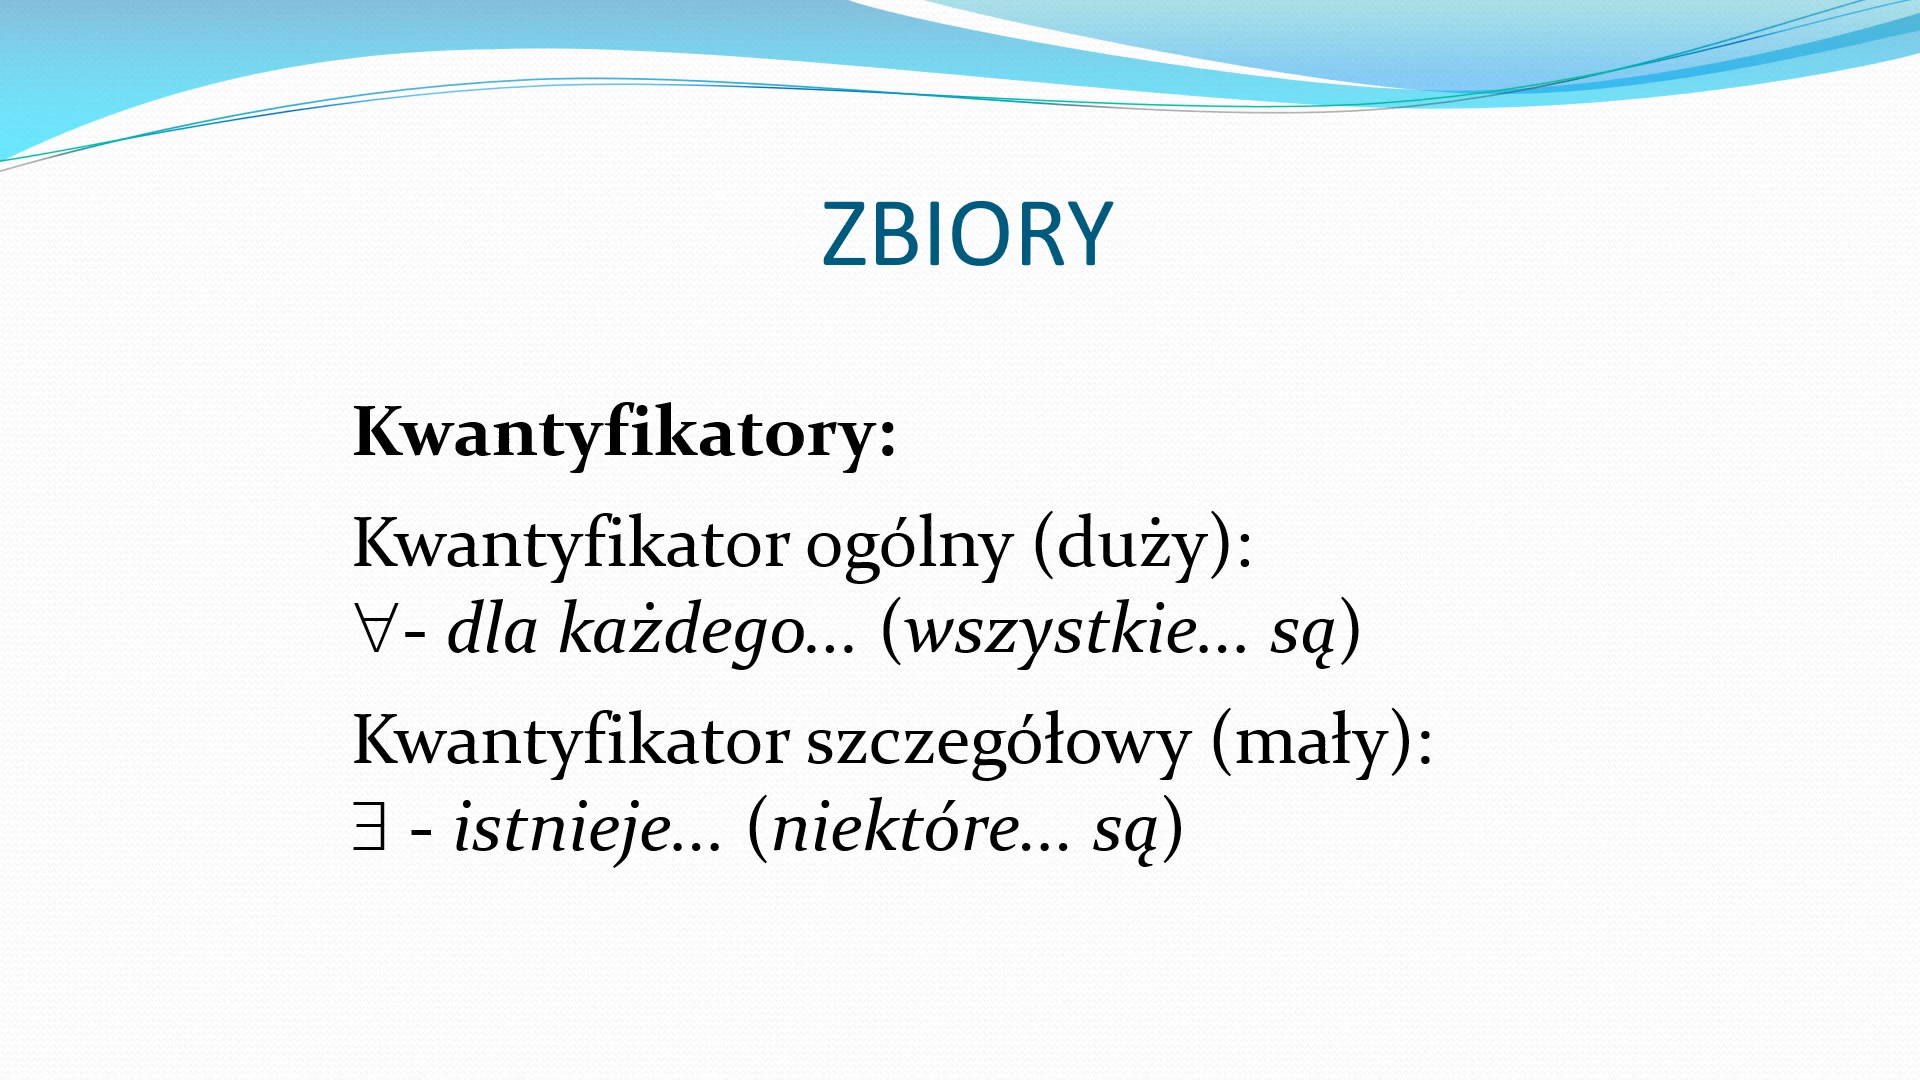 ZBIORY
Kwantyfikatory:
Kwantyfikator ogólny (duży):
∀- dla każdego... (wszystkie... są)
Kwantyfikator szczegółowy (mały):
∃ - istnieje... (niektóre... są)